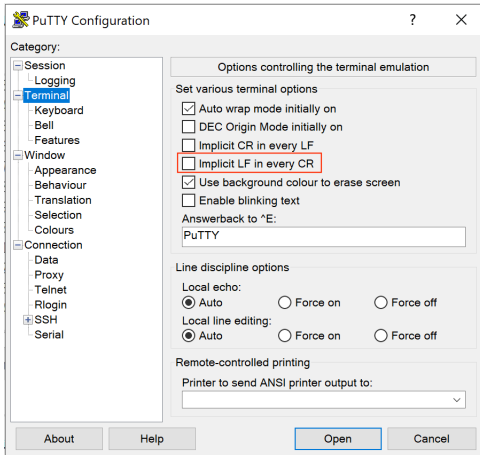 PuTTY Configuration
?
Category:
Session
Logging
Terminal
Keyboard
Bell
Features
Window
Appearance
Behaviour
Translation
Selection
Colours
Connection
Data
Proxy
Telnet
Rlogin
SSH
Serial
Options controlling the terminal emulation
Set various terminal options
Auto wrap mode initially on
DEC Origin Mode initially on
Implicit CR in every LF
Implicit LF in every CR
Use background colour to erase screen
Enable blinking text
Answerback to ^E:
PuTTY
Line discipline options
Local echo:
Auto Force on Force off
Local line editing:
Auto Force on Force off
Remote-controlled printing
Printer to send ANSI printer output to:
About Help Open Cancel